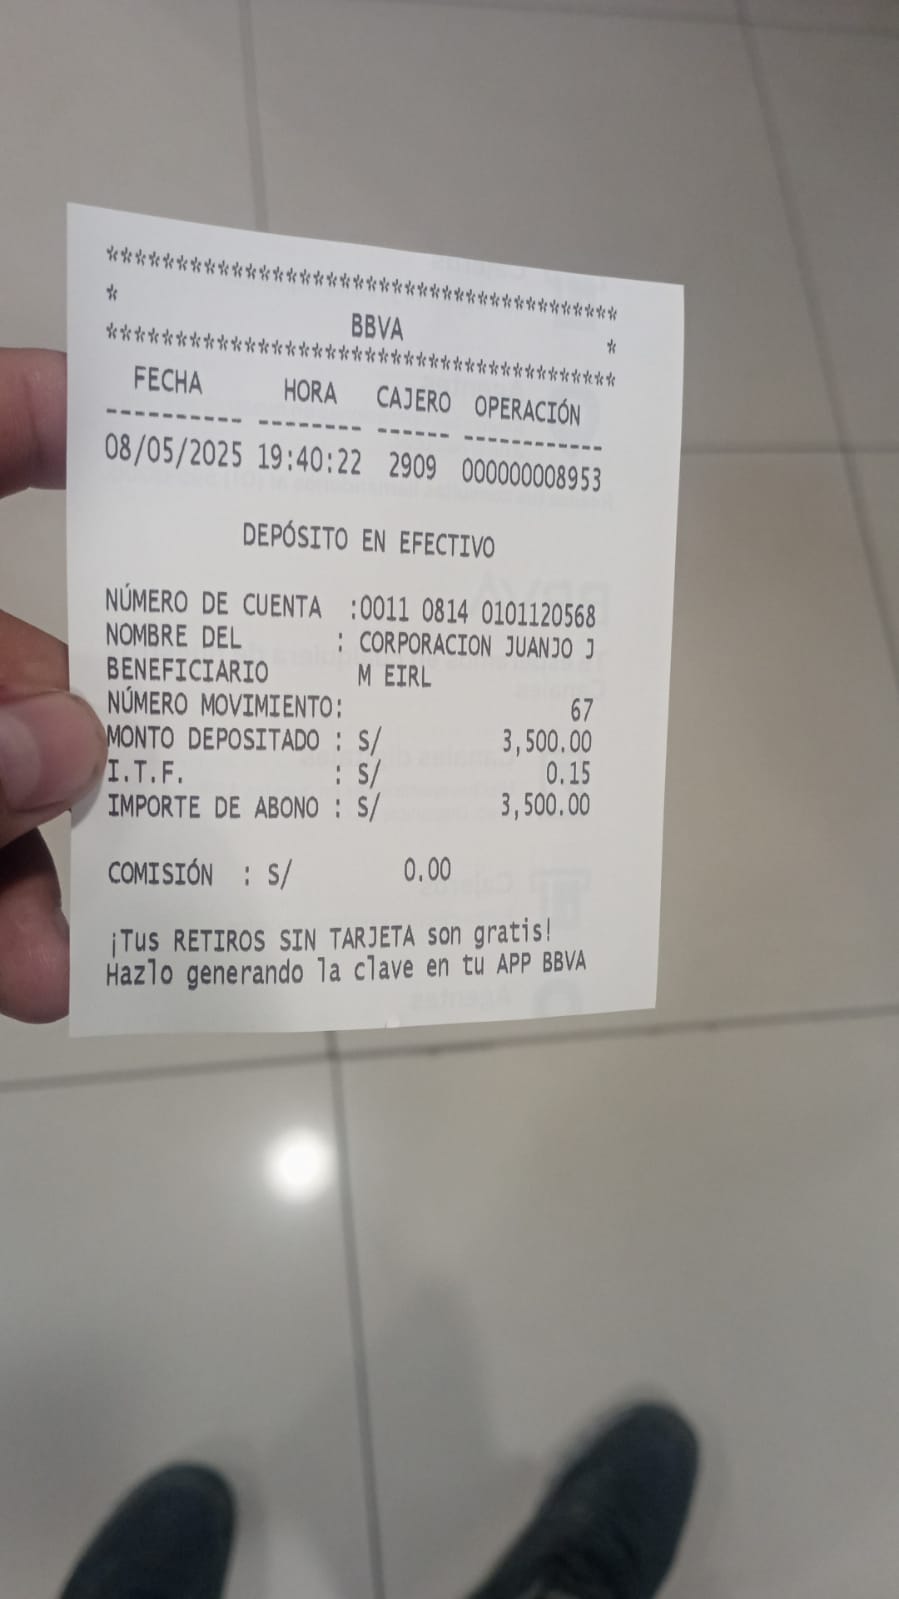 ******************************************
*
BBVA
*
******************************************
FECHA HORA CAJERO OPERACIÓN
---------- -------- ------ ------------
08/05/2025 19:40:22 2909 000000008953
DEPÓSITO EN EFECTIVO
NÚMERO DE CUENTA :0011 0814 0101120568
NOMBRE DEL : CORPORACION JUANJO J
BENEFICIARIO M EIRL
NÚMERO MOVIMIENTO: 67
MONTO DEPOSITADO : S/ 3,500.00
I.T.F. : S/ 0.15
IMPORTE DE ABONO : S/ 3,500.00
COMISIÓN : S/ 0.00
¡Tus RETIROS SIN TARJETA son gratis!
Hazlo generando la clave en tu APP BBVA